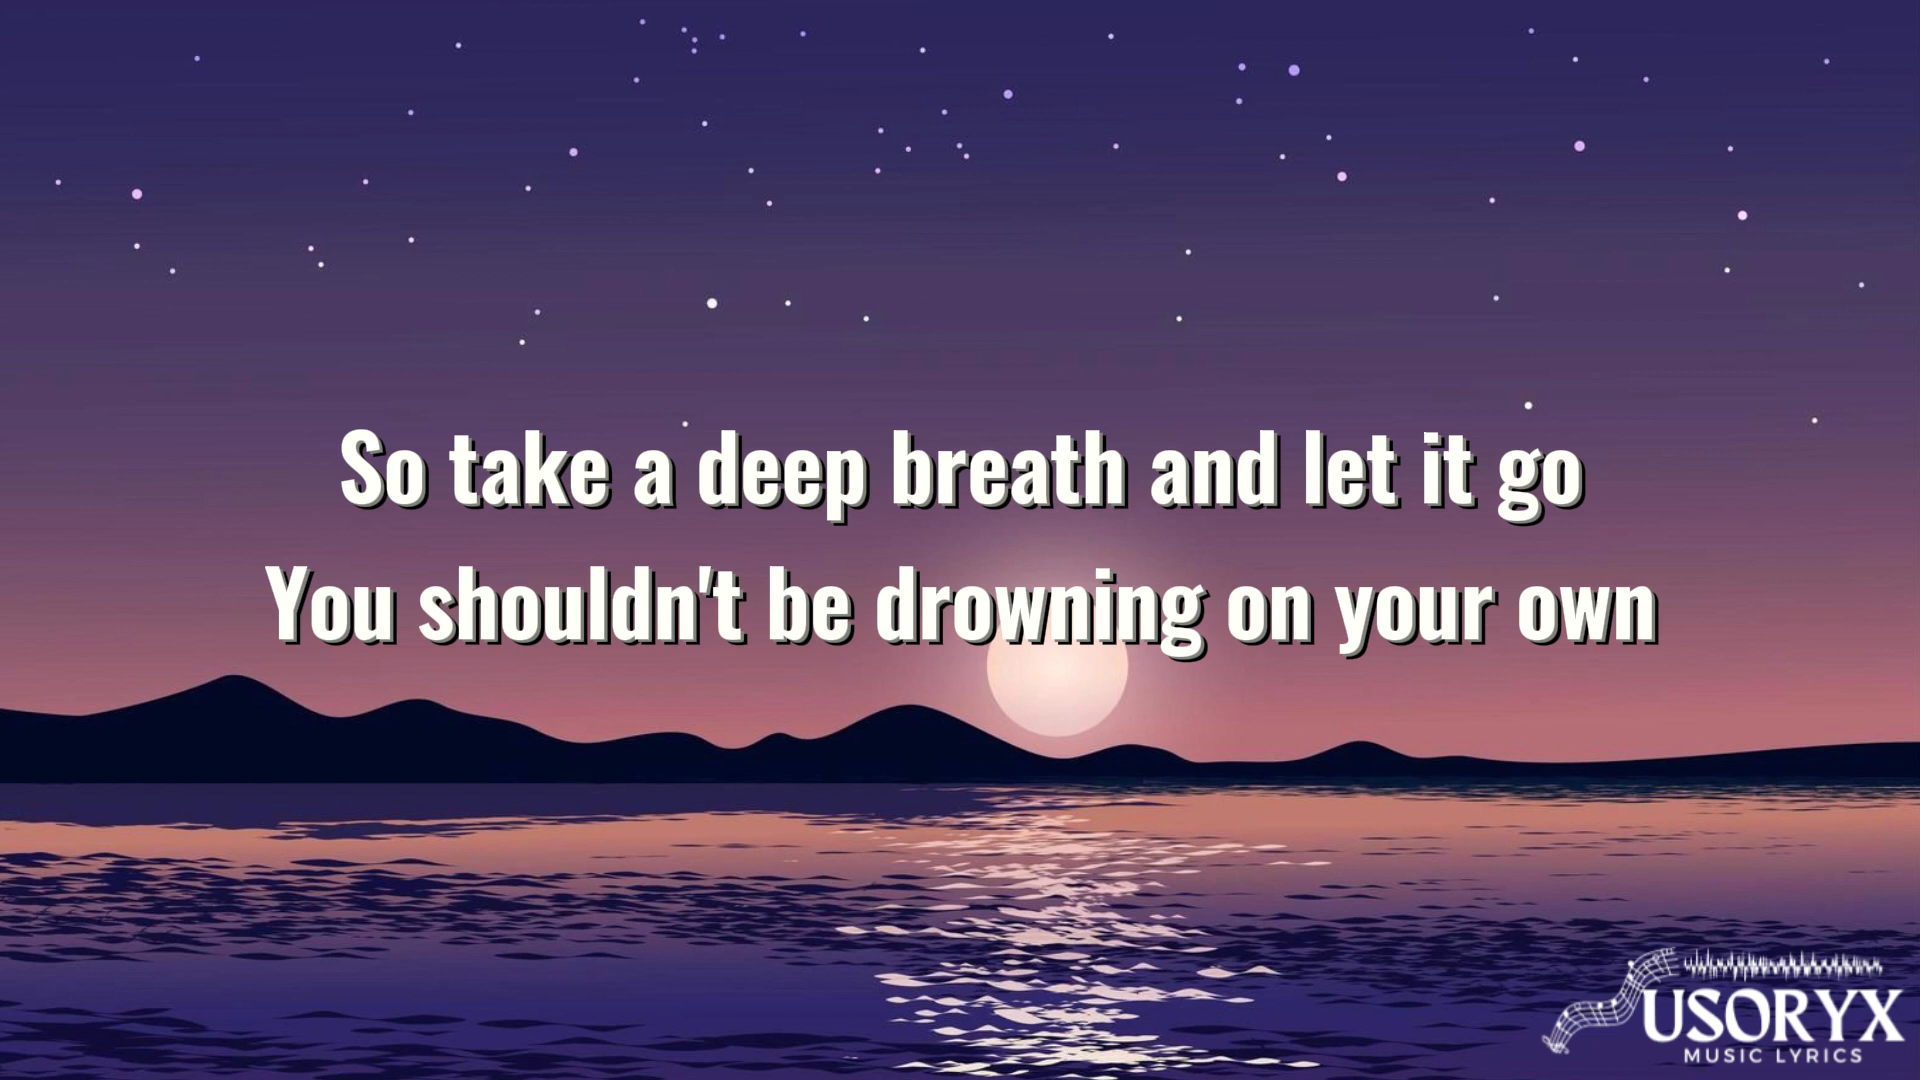 So take a deep breath and let it go
You shouldn't be drowning on your own
USORYX
MUSIC LYRICS